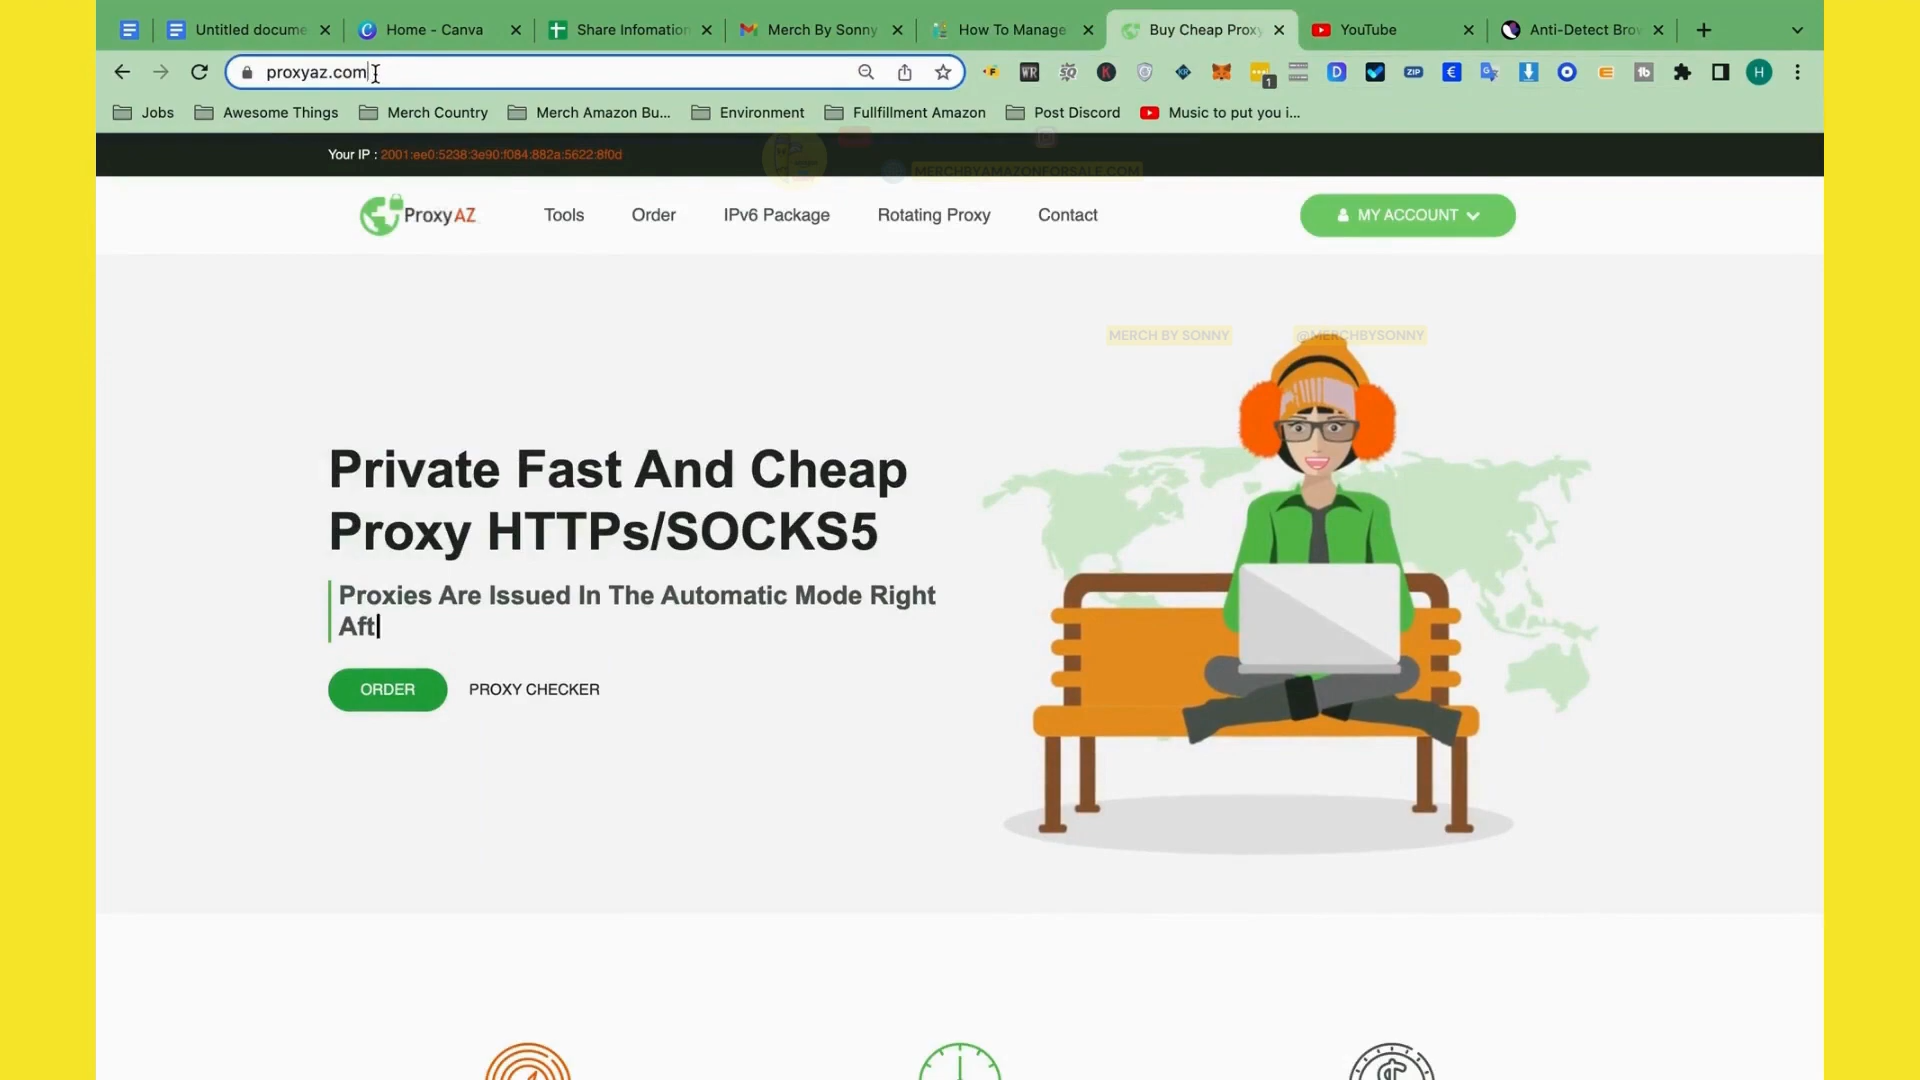 Untitled docume
Home - Canva
Share Infomation
Merch By Sonny
How To Manage
Buy Cheap Proxy
YouTube
Anti-Detect Brow
proxyaz.com
1
H
Jobs
Awesome Things
Merch Country
Merch Amazon Bu...
Environment
Fullfillment Amazon
Post Discord
Music to put you i...
Your IP : 2001:ee0:5238:3e90:f084:882a:5622:8f0d
MERCHBYAMAZONFORSALE.COM
ProxyAZ
Tools
Order
IPv6 Package
Rotating Proxy
Contact
MY ACCOUNT
MERCH BY SONNY
@MERCHBYSONNY
Private Fast And Cheap
Proxy HTTPs/SOCKS5
Proxies Are Issued In The Automatic Mode Right
Aft
ORDER
PROXY CHECKER